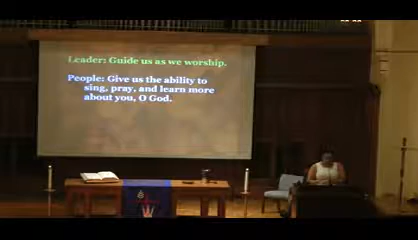 Leader: Guide us as we worship.
People: Give us the ability to
sing, pray, and learn more
about you, O God.